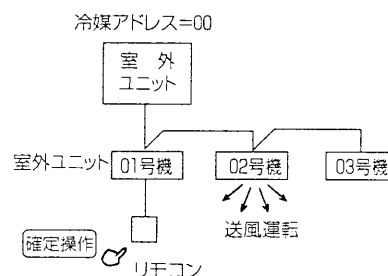 冷媒アドレス=00
室外
ユニット
室外ユニット
01号機
02号機
03号機
送風運転
確定操作
リモコン